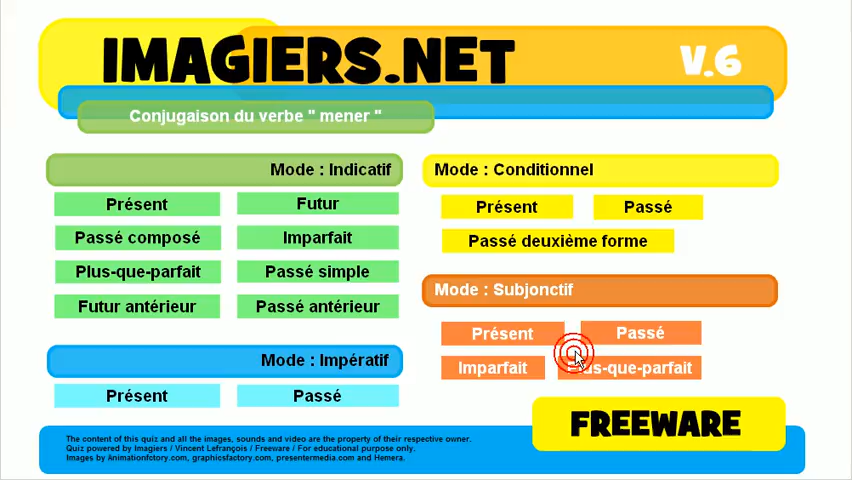 IMAGIERS.NET
V.6
Conjugaison du verbe " mener "
Mode : Indicatif
Présent Futur
Passé composé Imparfait
Plus-que-parfait Passé simple
Futur antérieur Passé antérieur
Mode : Impératif
Présent Passé
Mode : Conditionnel
Présent Passé
Passé deuxième forme
Mode : Subjonctif
Présent Passé
Imparfait Plus-que-parfait
FREEWARE
The content of this quiz and all the images, sounds and video are the property of their respective owner.
Quiz powered by Imagiers / Vincent Lefrançois / Freeware / For educational purpose only.
Images by Animationfctory.com, graphicsfactory.com, presentermedia.com and Hemera.